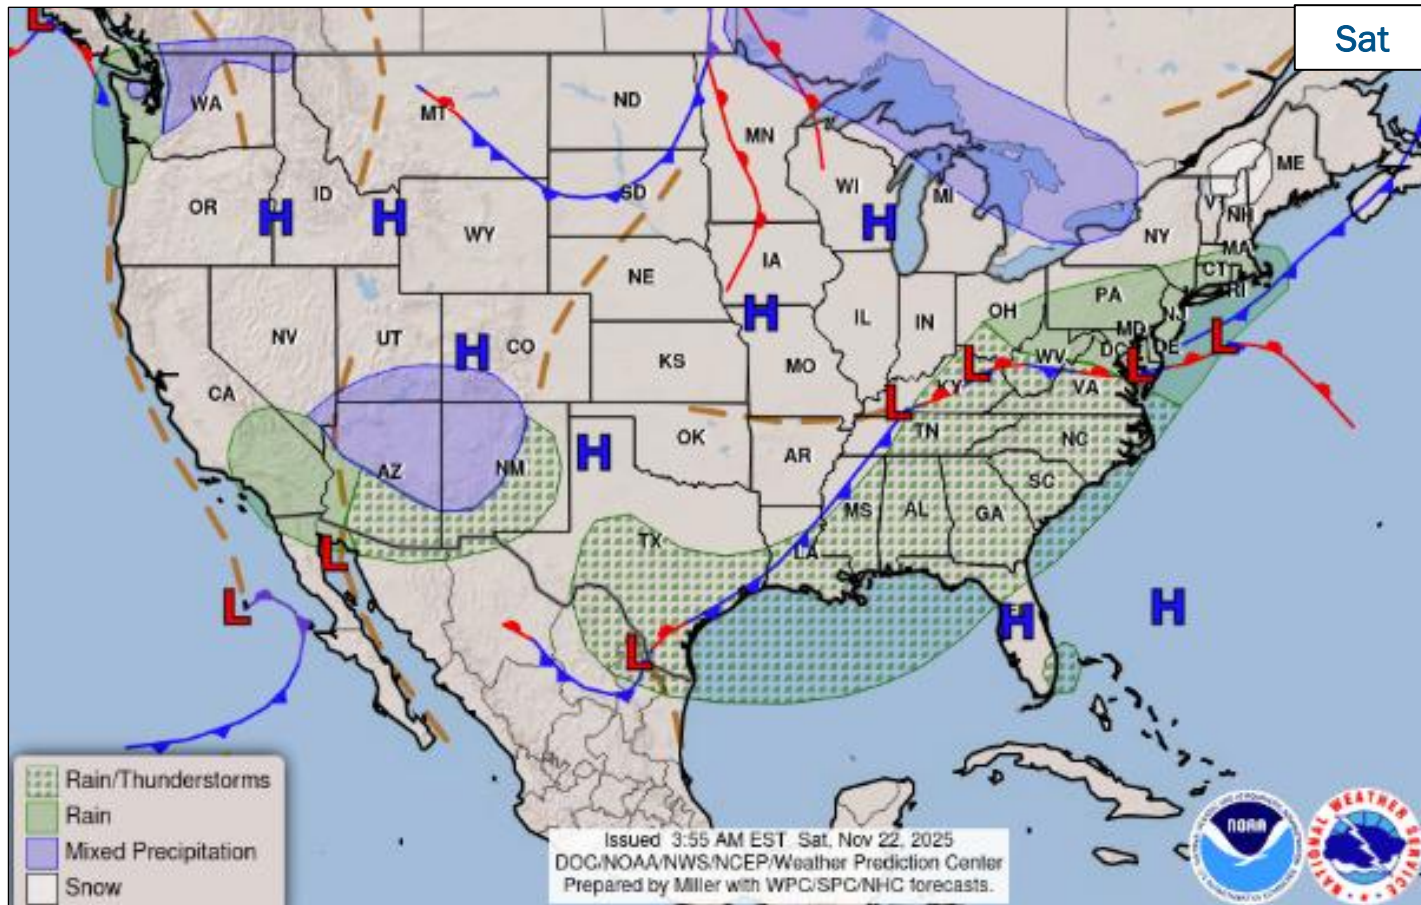 Sat
L
WA
MT
ND
MN
OR
ID
H
H
WY
SD
WI
H
MI
ME
VT
NH
NY
MA
CT
RI
NE
IA
H
NV
UT
H
CO
KS
MO
IL
IN
OH
PA
NJ
MD
DC
DE
WV
L
L
L
L
KY
VA
CA
AZ
NM
H
OK
AR
TN
NC
SC
MS
AL
GA
TX
LA
L
L
L
H
H
Rain/Thunderstorms
Rain
Mixed Precipitation
Snow
Issued 3:55 AM EST Sat, Nov 22, 2025
DOC/NOAA/NWS/NCEP/Weather Prediction Center
Prepared by Miller with WPC/SPC/NHC forecasts.
NOAA
NATIONAL WEATHER SERVICE